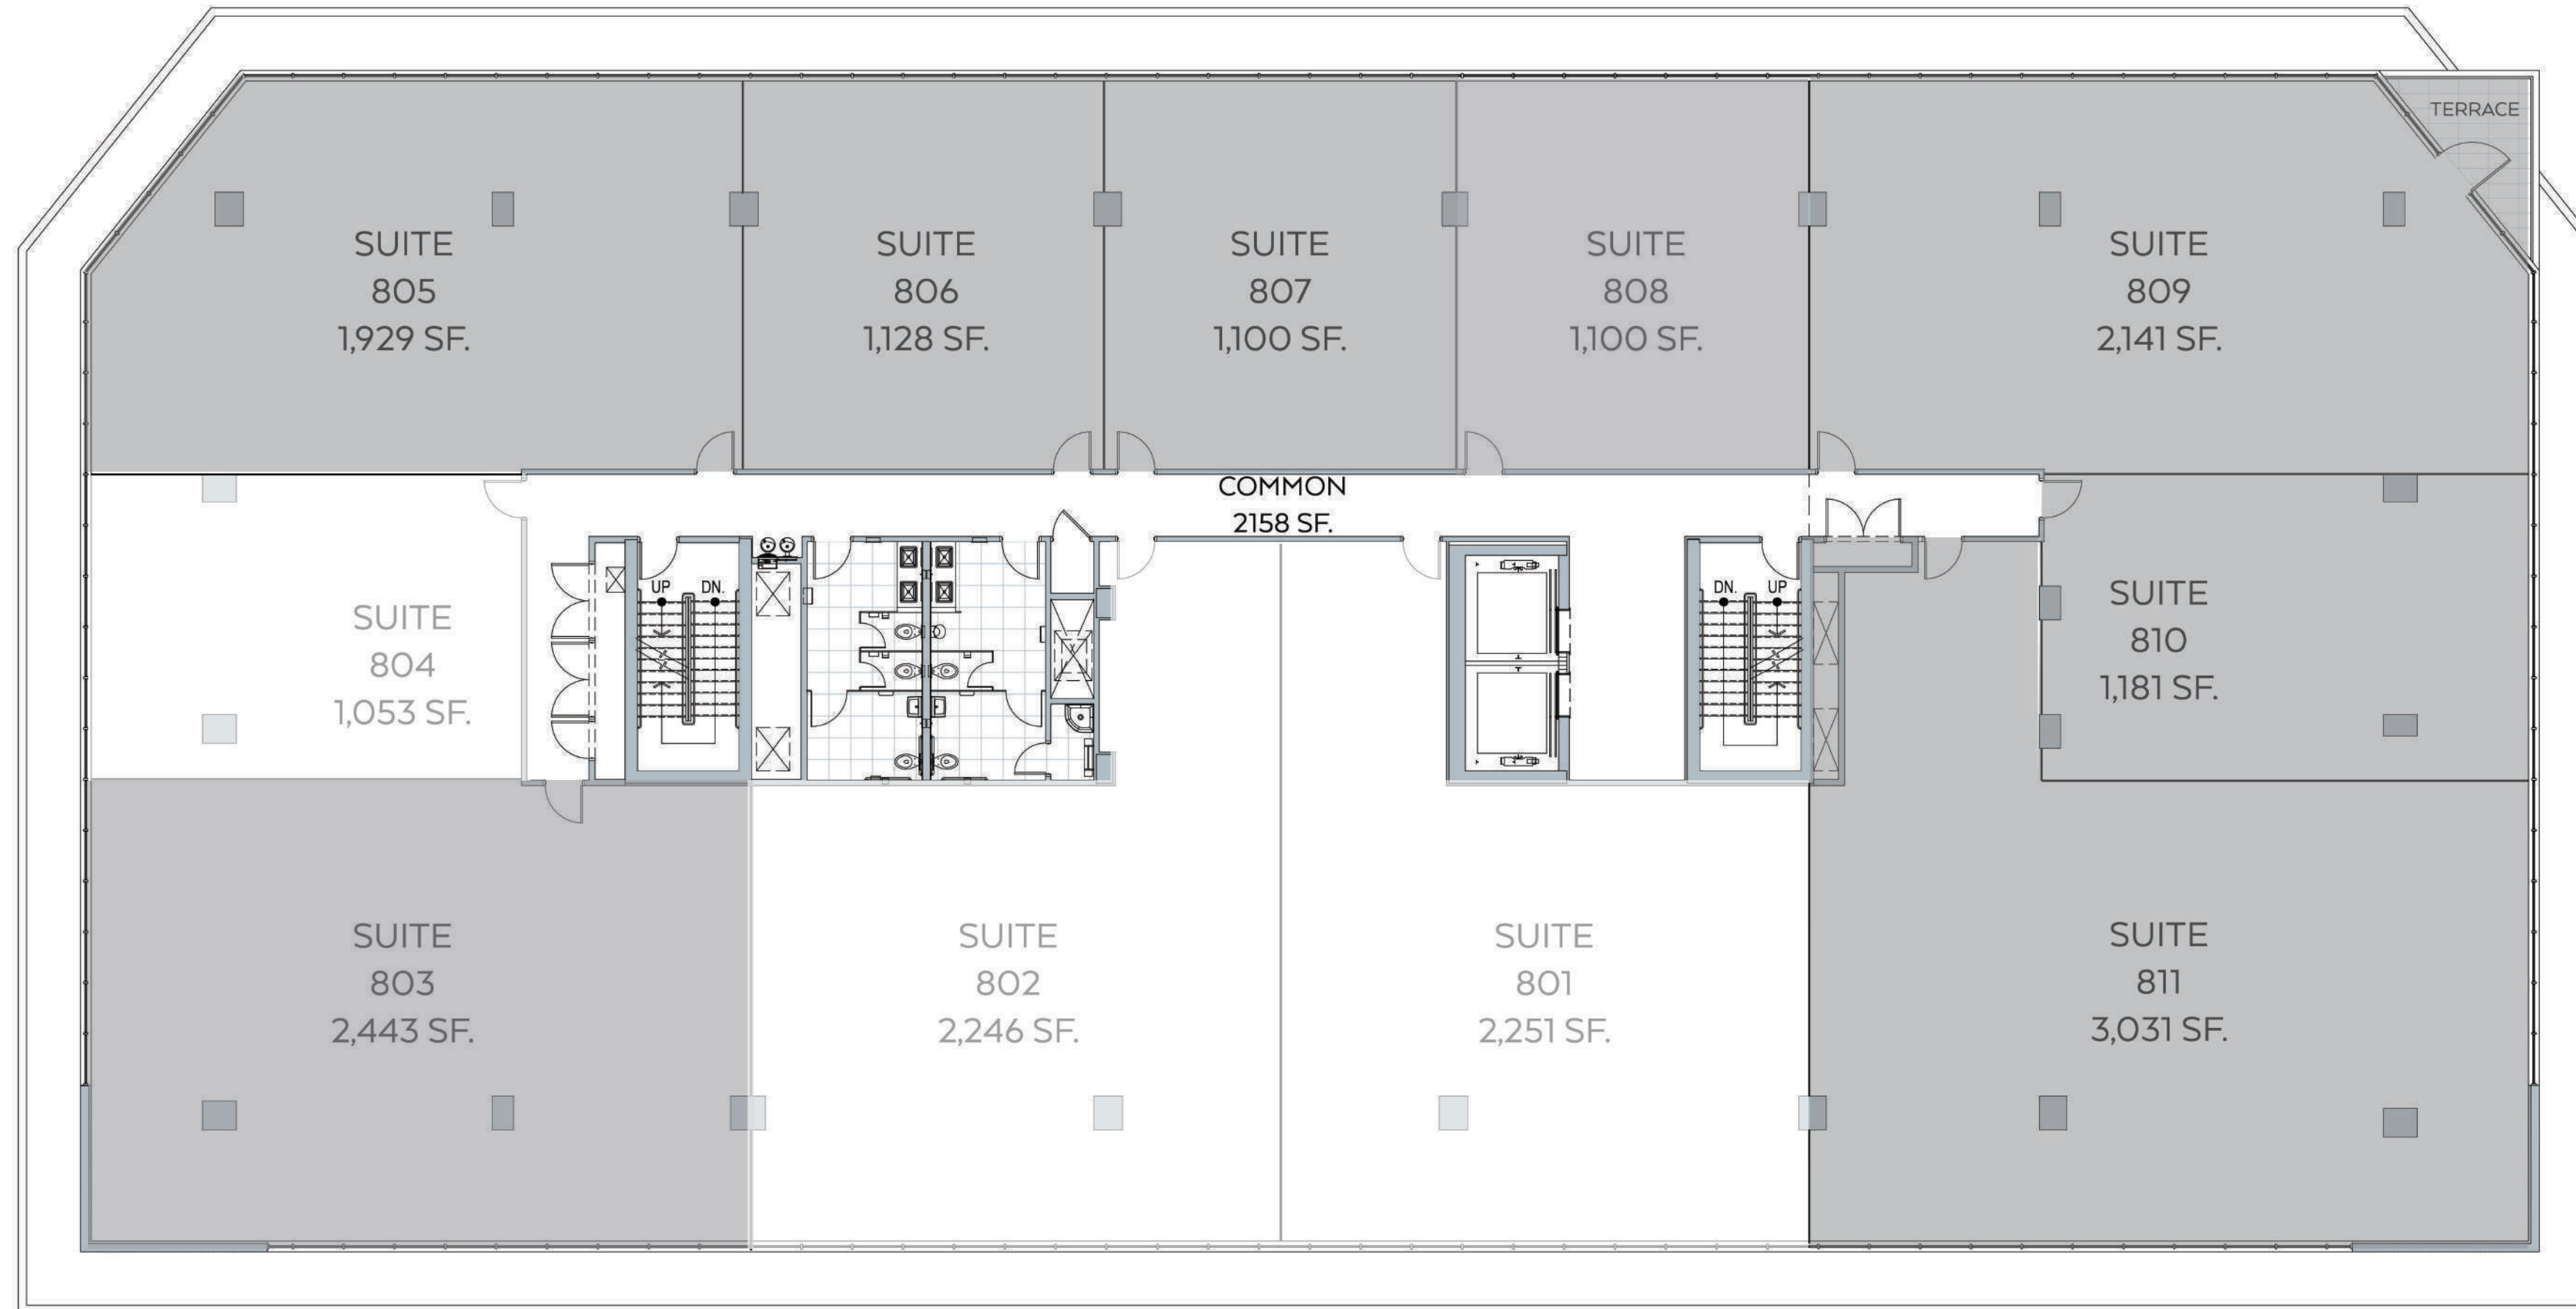 TERRACE
SUITE
805
1,929 SF.
SUITE
806
1,128 SF.
SUITE
807
1,100 SF.
SUITE
808
1,100 SF.
SUITE
809
2,141 SF.
COMMON
2158 SF.
UP
DN.
DN.
UP
SUITE
804
1,053 SF.
SUITE
810
1,181 SF.
SUITE
803
2,443 SF.
SUITE
802
2,246 SF.
SUITE
801
2,251 SF.
SUITE
811
3,031 SF.